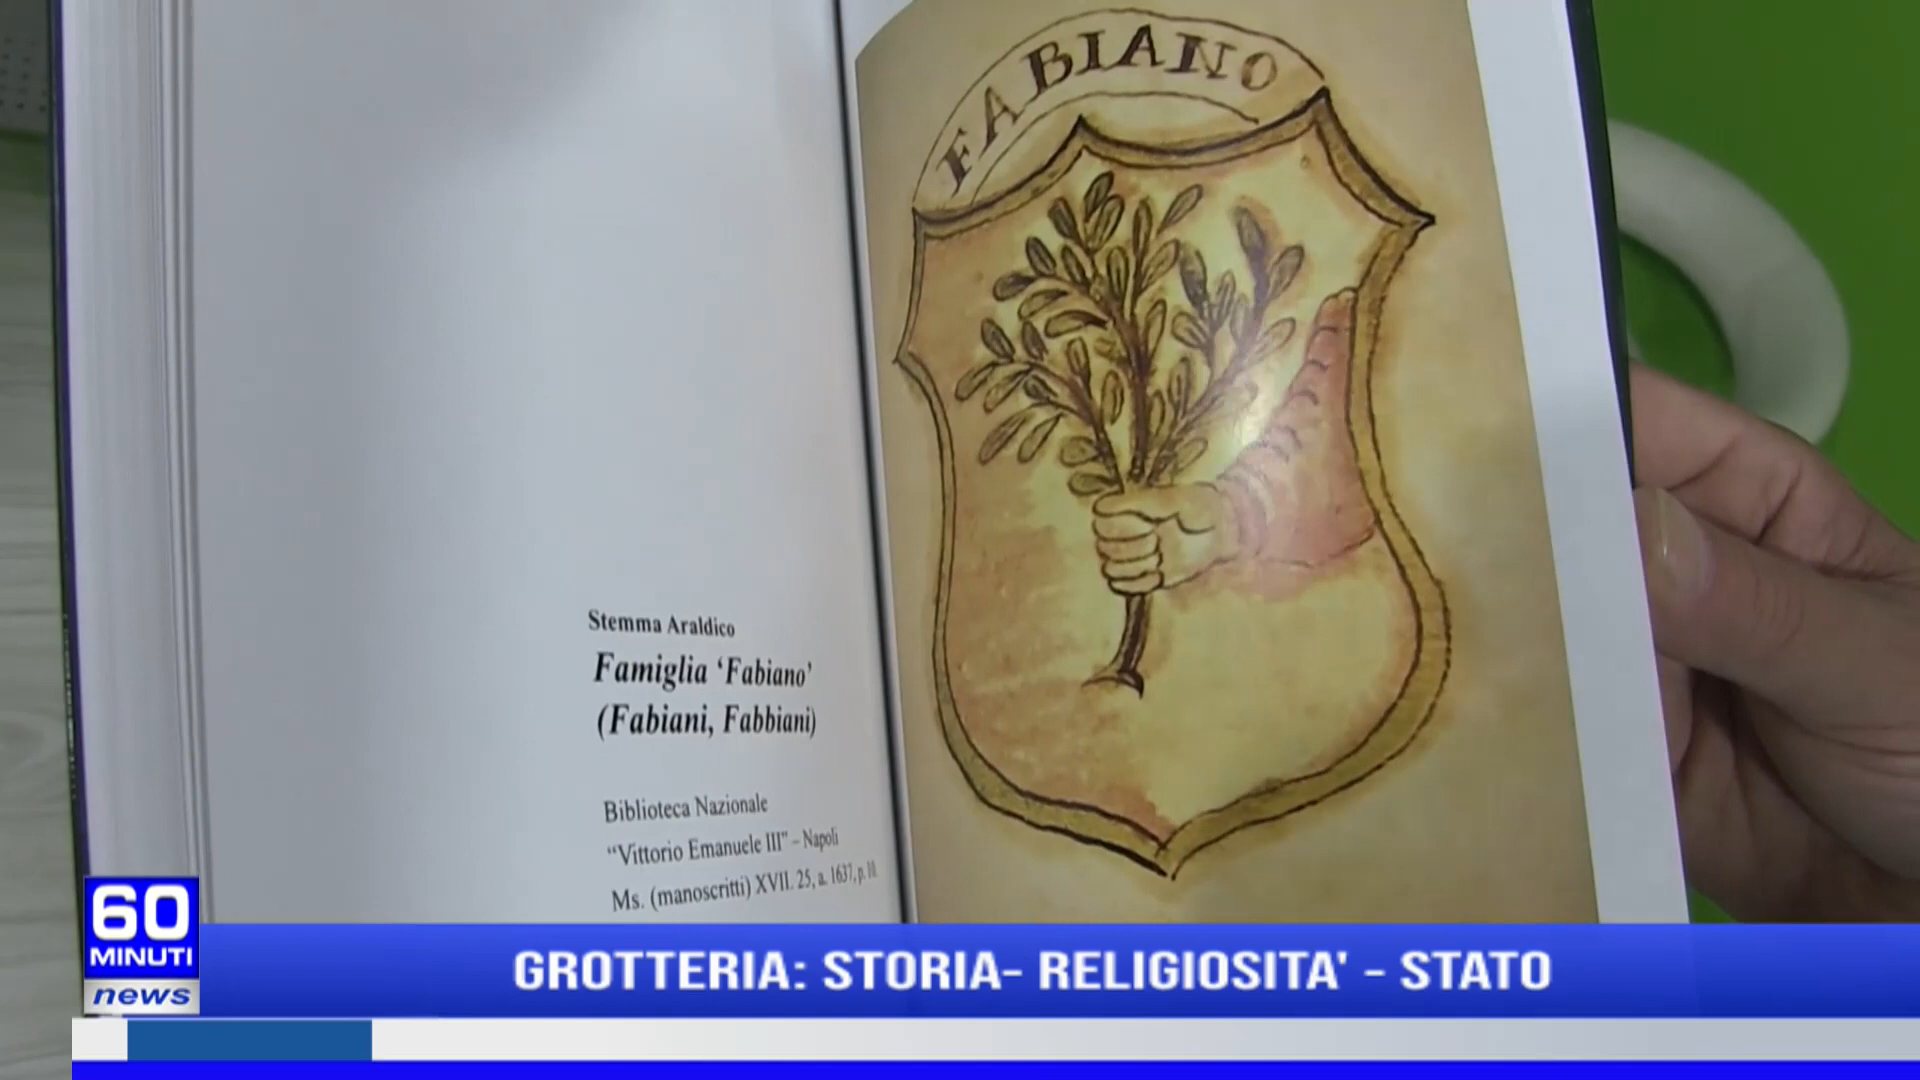 FABIANO
Stemma Araldico
Famiglia ‘Fabiano’
(Fabiani, Fabbiani)
Biblioteca Nazionale
“Vittorio Emanuele III” – Napoli
Ms. (manoscritti) XVII. 25, a. 1637, p.
60
MINUTI
news
GROTTERIA: STORIA- RELIGIOSITA' - STATO